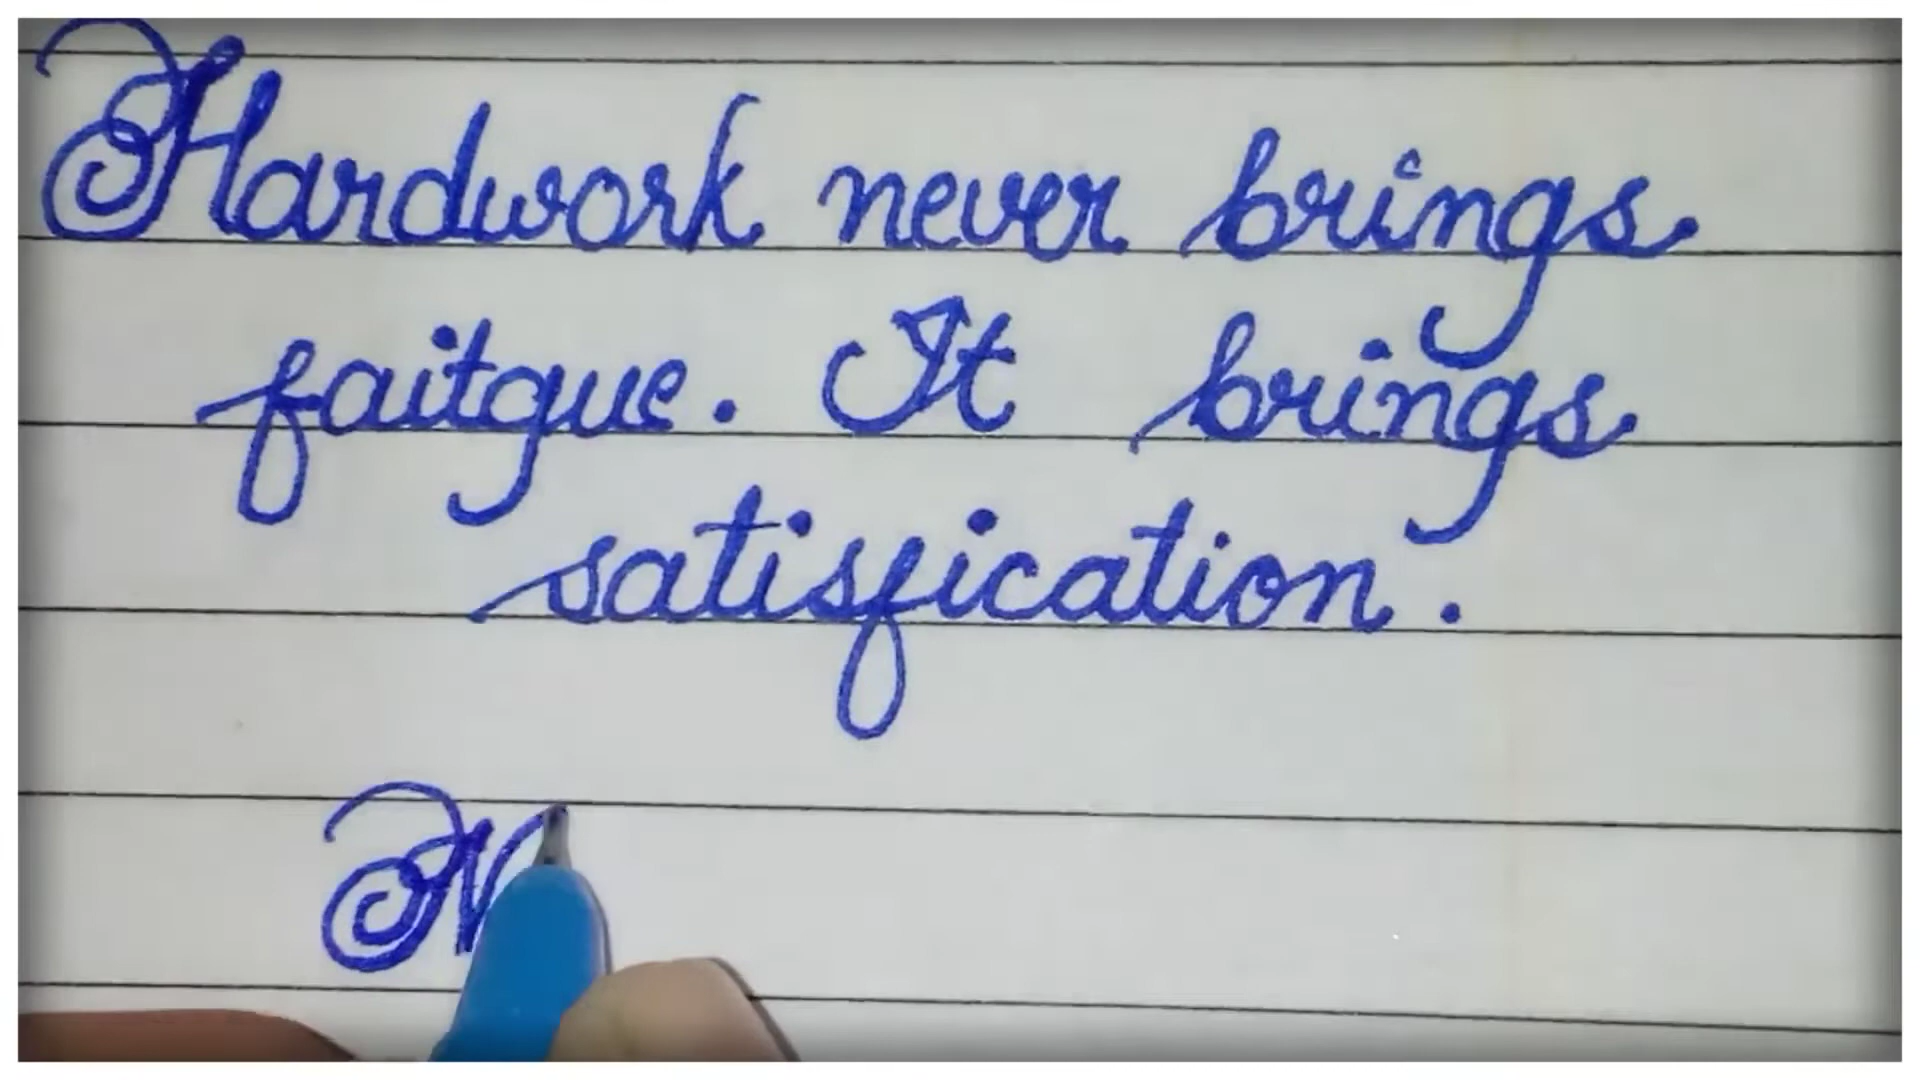 Hardwork never brings
faitgue. It brings
satisfication.
N